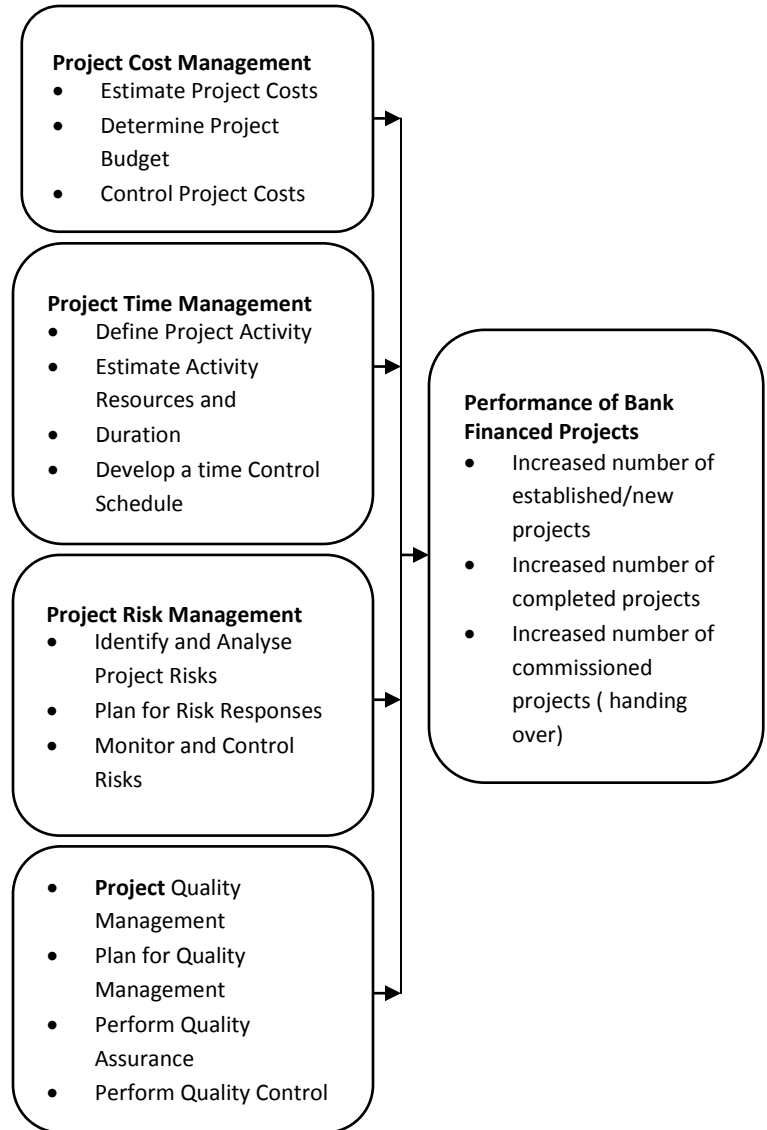 Project Cost Management
• Estimate Project Costs
• Determine Project
Budget
• Control Project Costs
Project Time Management
• Define Project Activity
• Estimate Activity
Resources and
• Duration
• Develop a time Control
Schedule
Project Risk Management
• Identify and Analyse
Project Risks
• Plan for Risk Responses
• Monitor and Control
Risks
• Project Quality
Management
• Plan for Quality
Management
• Perform Quality
Assurance
• Perform Quality Control
Performance of Bank
Financed Projects
• Increased number of
established/new
projects
• Increased number of
completed projects
• Increased number of
commissioned
projects ( handing
over)